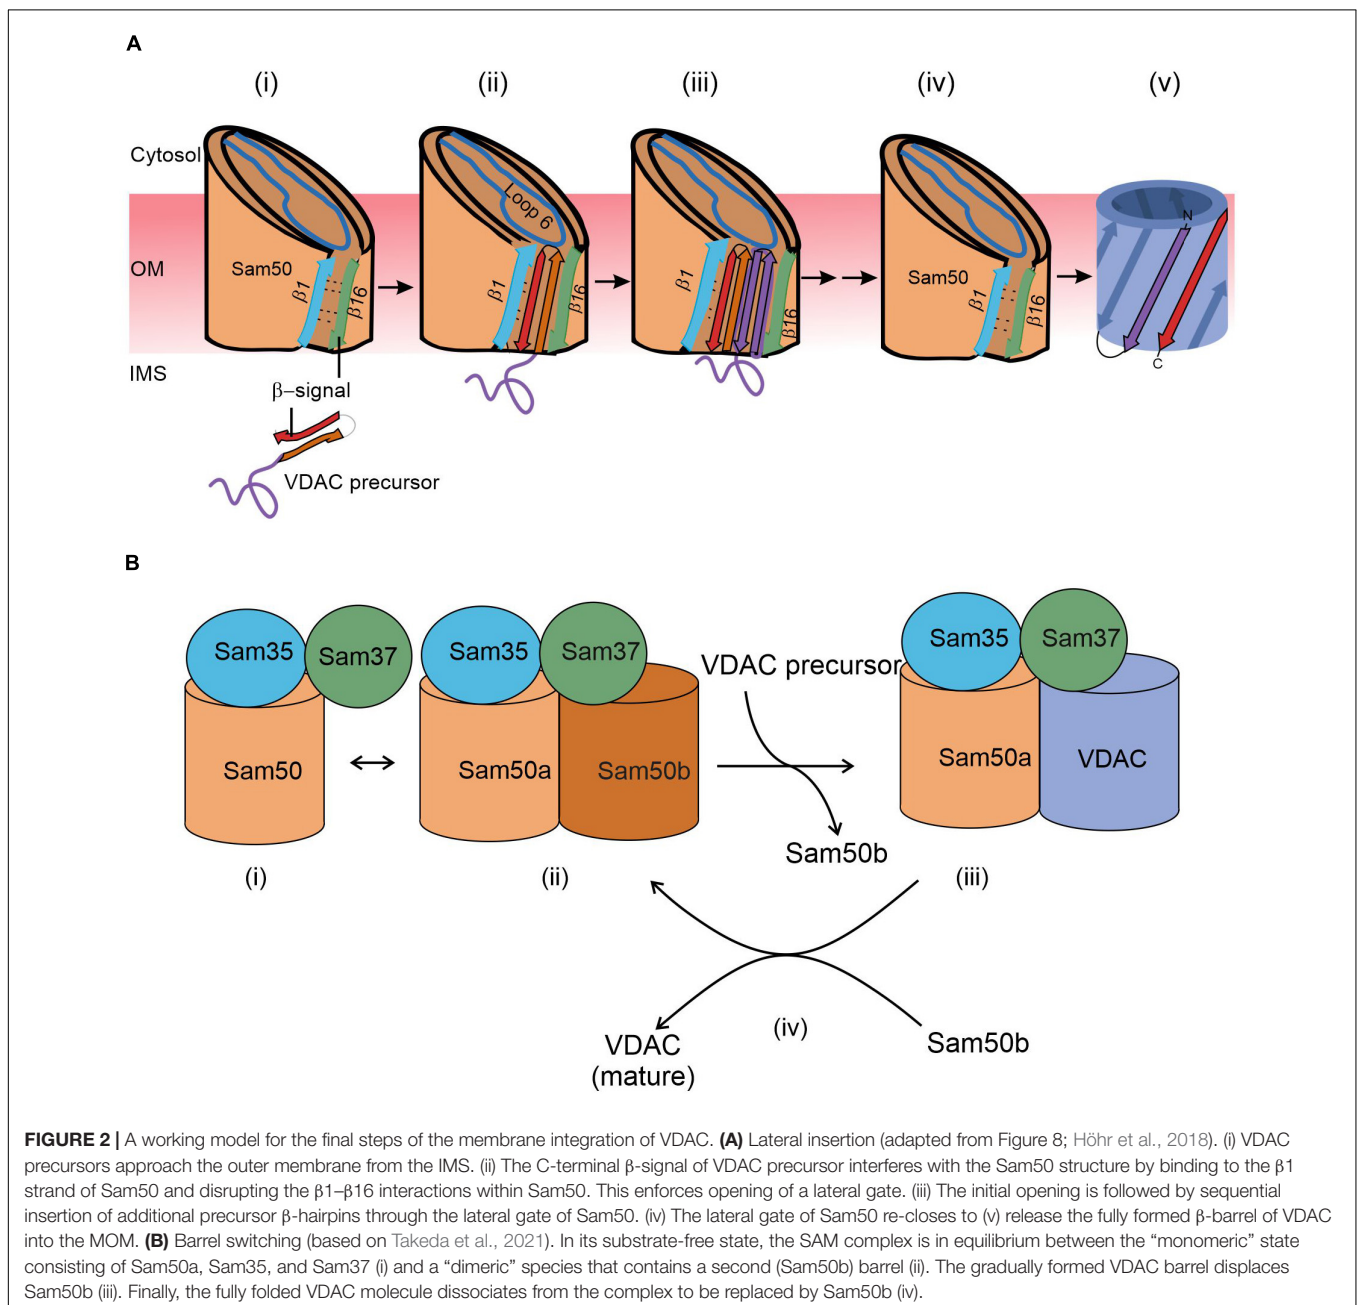 A
(i) (ii) (iii) (iv) (v)
Cytosol
Loop 6
N
OM
Sam50
β1
β16
β1
β16
β1
β16
Sam50
β1
β16
IMS
C
β–signal
VDAC precursor
B
Sam35 Sam37 Sam35 Sam37 VDAC precursor Sam35 Sam37
Sam50 Sam50a Sam50b Sam50a VDAC
Sam50b
(i) (ii) (iii)
(iv)
VDAC
(mature)
Sam50b
FIGURE 2 | A working model for the final steps of the membrane integration of VDAC. (A) Lateral insertion (adapted from Figure 8; Höhr et al., 2018). (i) VDAC
precursors approach the outer membrane from the IMS. (ii) The C-terminal β-signal of VDAC precursor interferes with the Sam50 structure by binding to the β1
strand of Sam50 and disrupting the β1–β16 interactions within Sam50. This enforces opening of a lateral gate. (iii) The initial opening is followed by sequential
insertion of additional precursor β-hairpins through the lateral gate of Sam50. (iv) The lateral gate of Sam50 re-closes to (v) release the fully formed β-barrel of VDAC
into the MOM. (B) Barrel switching (based on Takeda et al., 2021). In its substrate-free state, the SAM complex is in equilibrium between the “monomeric” state
consisting of Sam50a, Sam35, and Sam37 (i) and a “dimeric” species that contains a second (Sam50b) barrel (ii). The gradually formed VDAC barrel displaces
Sam50b (iii). Finally, the fully folded VDAC molecule dissociates from the complex to be replaced by Sam50b (iv).